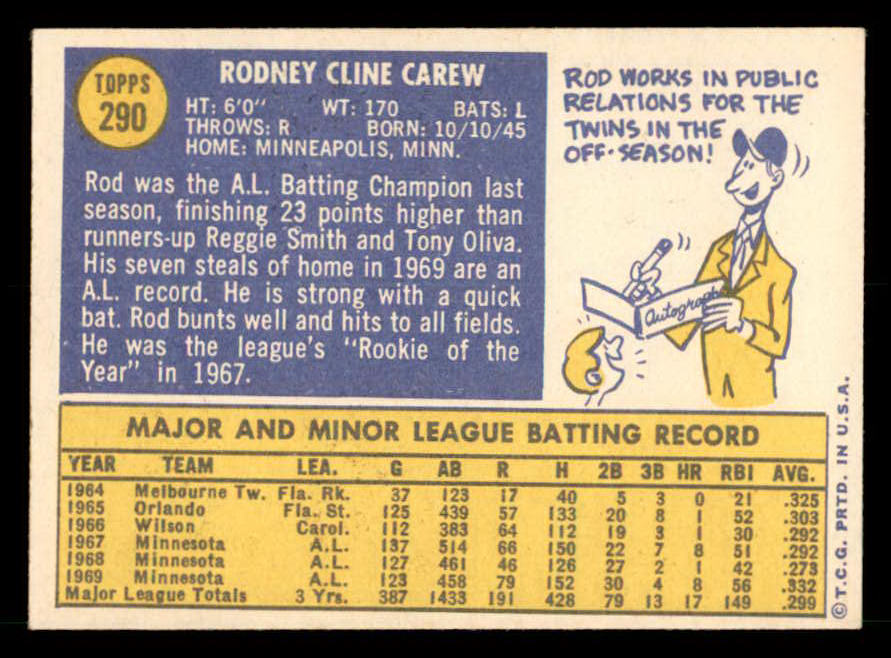 TOPPS
290
RODNEY CLINE CAREW
HT: 6'0" WT: 170 BATS: L
THROWS: R BORN: 10/10/45
HOME: MINNEAPOLIS, MINN.
Rod was the A.L. Batting Champion last
season, finishing 23 points higher than
runners-up Reggie Smith and Tony Oliva.
His seven steals of home in 1969 are an
A.L. record. He is strong with a quick
bat. Rod bunts well and hits to all fields.
He was the league's "Rookie of the
Year" in 1967.
ROD WORKS IN PUBLIC
RELATIONS FOR THE
TWINS IN THE
OFF-SEASON!
Autographs
MAJOR AND MINOR LEAGUE BATTING RECORD
YEAR TEAM LEA. G AB R H 2B 3B HR RBI AVG.
1964 Melbourne Tw. Fla. Rk. 37 123 17 40 5 3 0 21 .325
1965 Orlando Fla. St. 125 439 57 133 20 8 1 52 .303
1966 Wilson Carol. 112 383 64 112 19 3 1 30 .292
1967 Minnesota A.L. 137 514 66 150 22 7 8 51 .292
1968 Minnesota A.L. 127 461 46 126 27 2 1 42 .273
1969 Minnesota A.L. 123 458 79 152 30 4 8 56 .332
Major League Totals 3 Yrs. 387 1433 191 428 79 13 17 149 .299
© T.C.G. PRTD. IN U.S.A.